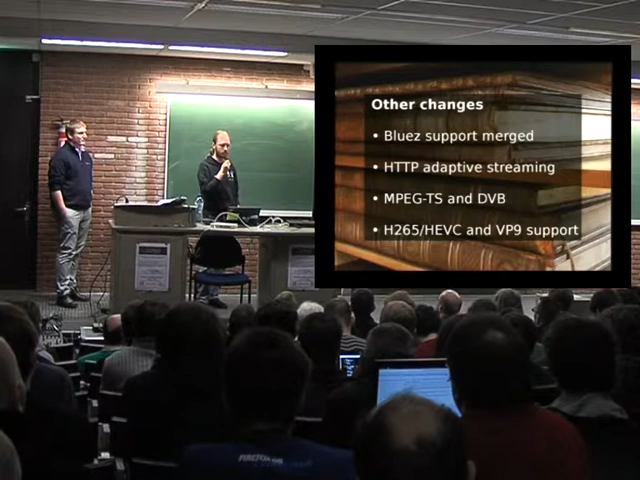 Other changes
• Bluez support merged
• HTTP adaptive streaming
• MPEG-TS and DVB
• H265/HEVC and VP9 support